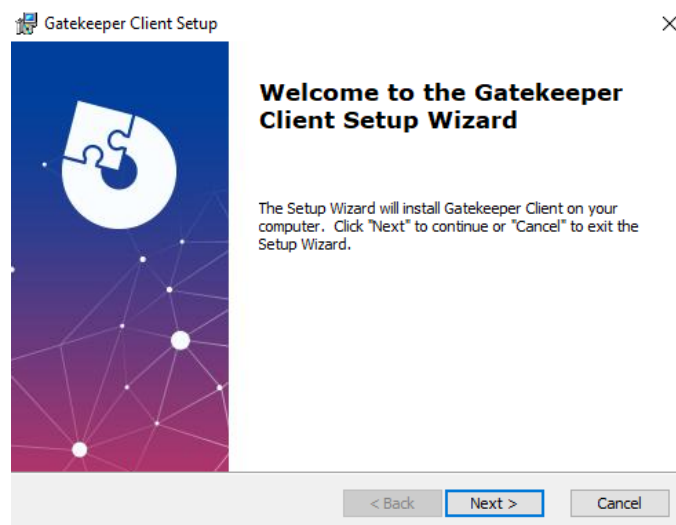 Gatekeeper Client Setup
Welcome to the Gatekeeper
Client Setup Wizard
The Setup Wizard will install Gatekeeper Client on your
computer.  Click "Next" to continue or "Cancel" to exit the
Setup Wizard.
< Back Next > Cancel